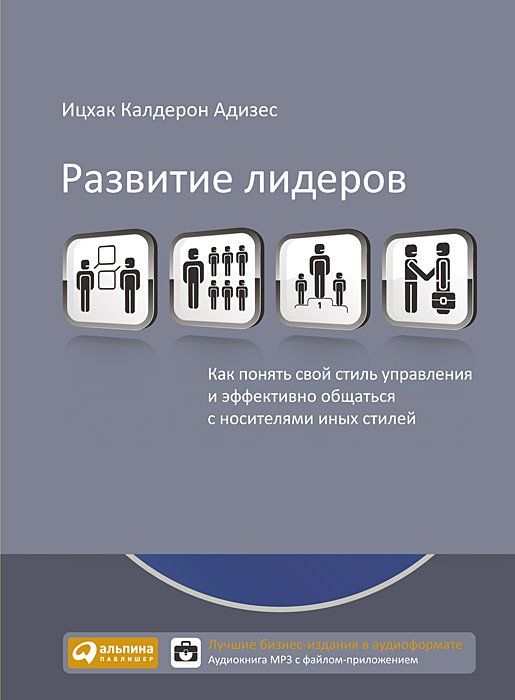 Ицхак Калдерон Адизес
Развитие лидеров
1
Как понять свой стиль управления
и эффективно общаться
с носителями иных стилей
альпина
ПАБЛИШЕР
Лучшие бизнес-издания в аудиоформате
Аудиокнига MP3 с файлом-приложением